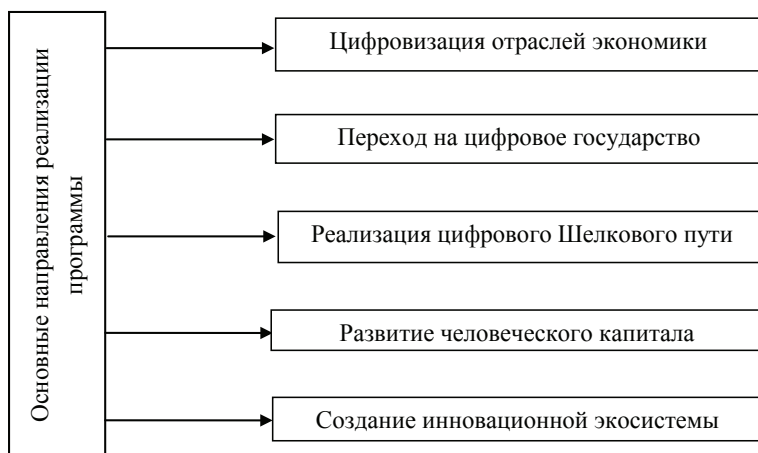 Основные направления реализации
программы
Цифровизация отраслей экономики
Переход на цифровое государство
Реализация цифрового Шелкового пути
Развитие человеческого капитала
Создание инновационной экосистемы